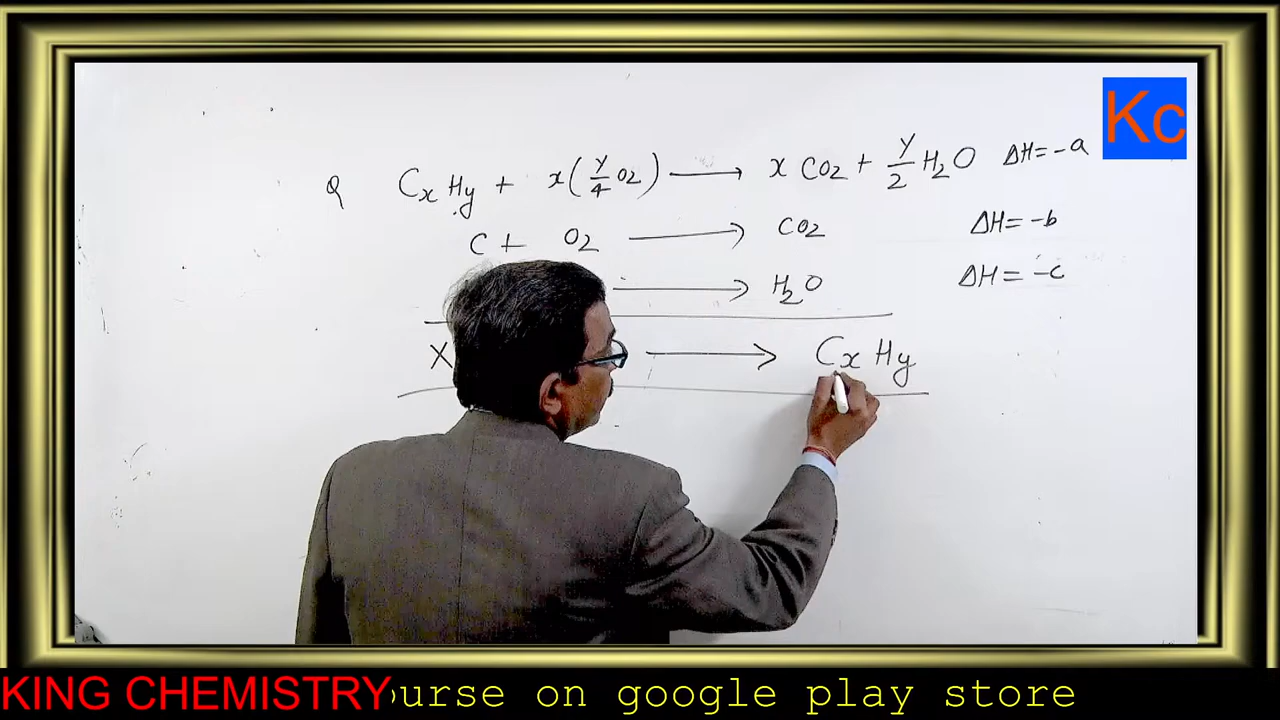 Kc
Q CxHy + x(y/4 O2) ⟶ x CO2 + y/2 H2O ΔH = -a
C + O2 ⟶ CO2 ΔH = -b
⟶ H2O ΔH = -c
X ⟶ CxHy
KING CHEMISTRY urse on google play store